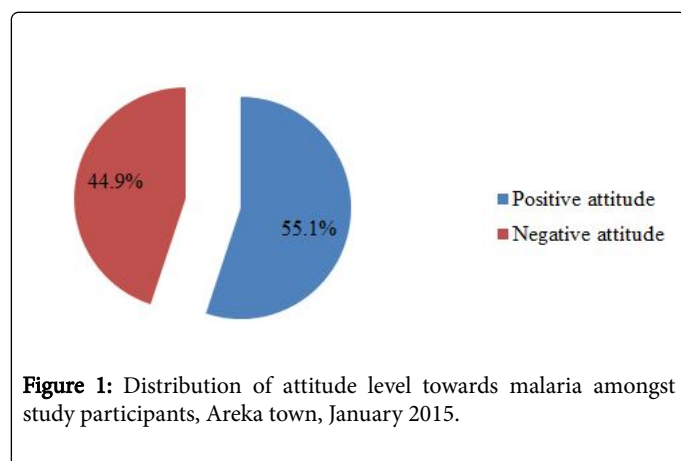 44.9%
55.1%
Positive attitude
Negative attitude
Figure 1: Distribution of attitude level towards malaria amongst
study participants, Areka town, January 2015.